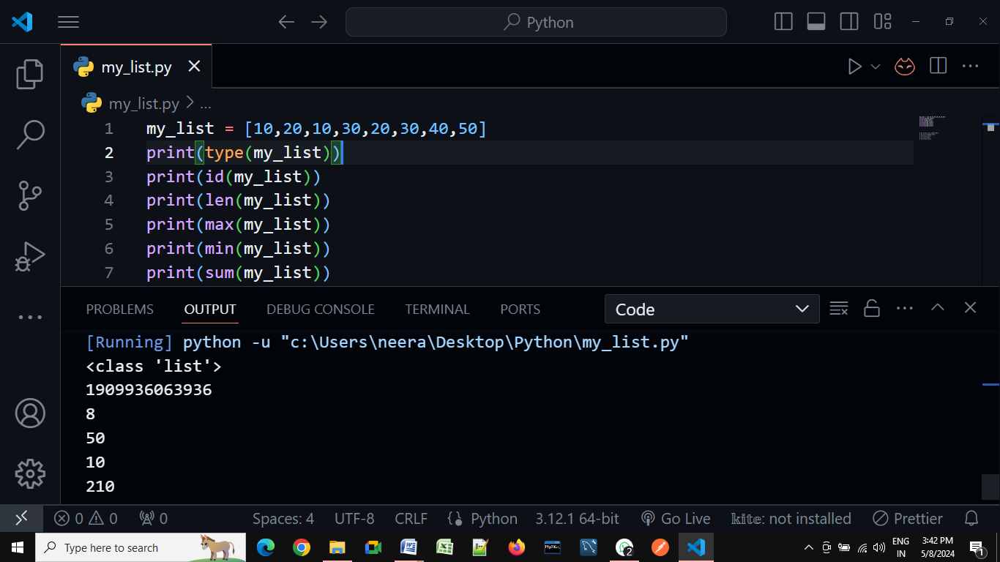 Python
my_list.py
my_list.py > ...
1 my_list = [10,20,10,30,20,30,40,50]
2 print(type(my_list))
3 print(id(my_list))
4 print(len(my_list))
5 print(max(my_list))
6 print(min(my_list))
7 print(sum(my_list))
PROBLEMS OUTPUT DEBUG CONSOLE TERMINAL PORTS Code
[Running] python -u "c:\Users\neera\Desktop\Python\my_list.py"
<class 'list'>
1909936063936
8
50
10
210
0 0 0 Spaces: 4 UTF-8 CRLF Python 3.12.1 64-bit Go Live 𝕜𝕚𝕥𝕖: not installed Prettier
Type here to search MySQL 2 ENG IN 3:42 PM 5/8/2024 1